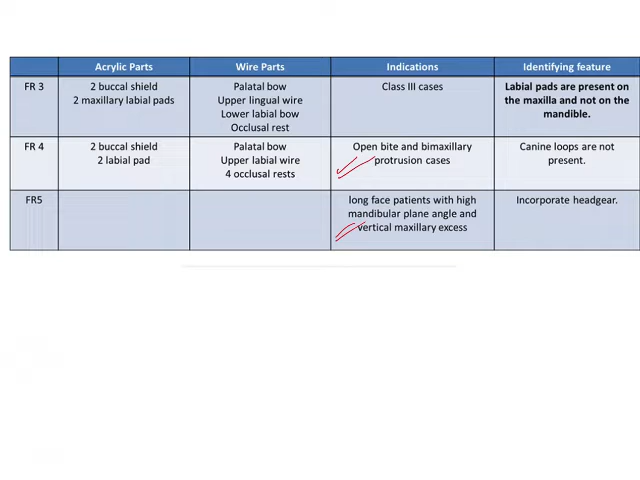 Acrylic Parts Wire Parts Indications Identifying feature
FR 3 2 buccal shield Palatal bow Class III cases Labial pads are present on
2 maxillary labial pads Upper lingual wire the maxilla and not on the
Lower labial bow mandible.
Occlusal rest
FR 4 2 buccal shield Palatal bow Open bite and bimaxillary Canine loops are not
2 labial pad Upper labial wire protrusion cases present.
4 occlusal rests
FR5 long face patients with high Incorporate headgear.
mandibular plane angle and
vertical maxillary excess